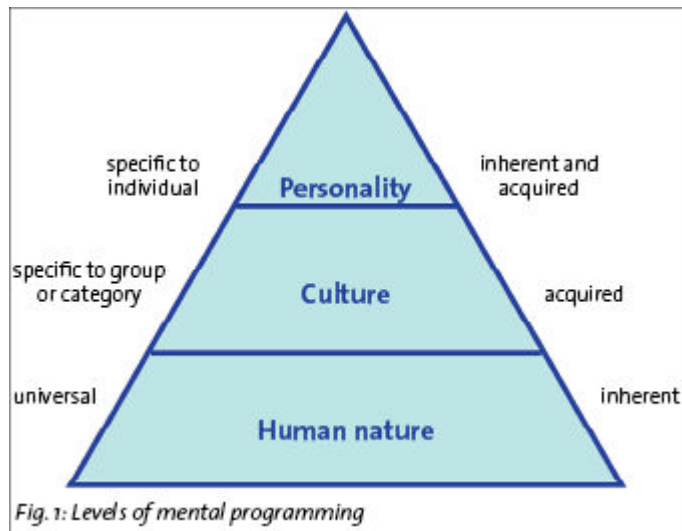 specific to
individual
Personality
inherent and
acquired
specific to group
or category
Culture
acquired
universal
Human nature
inherent
Fig. 1: Levels of mental programming